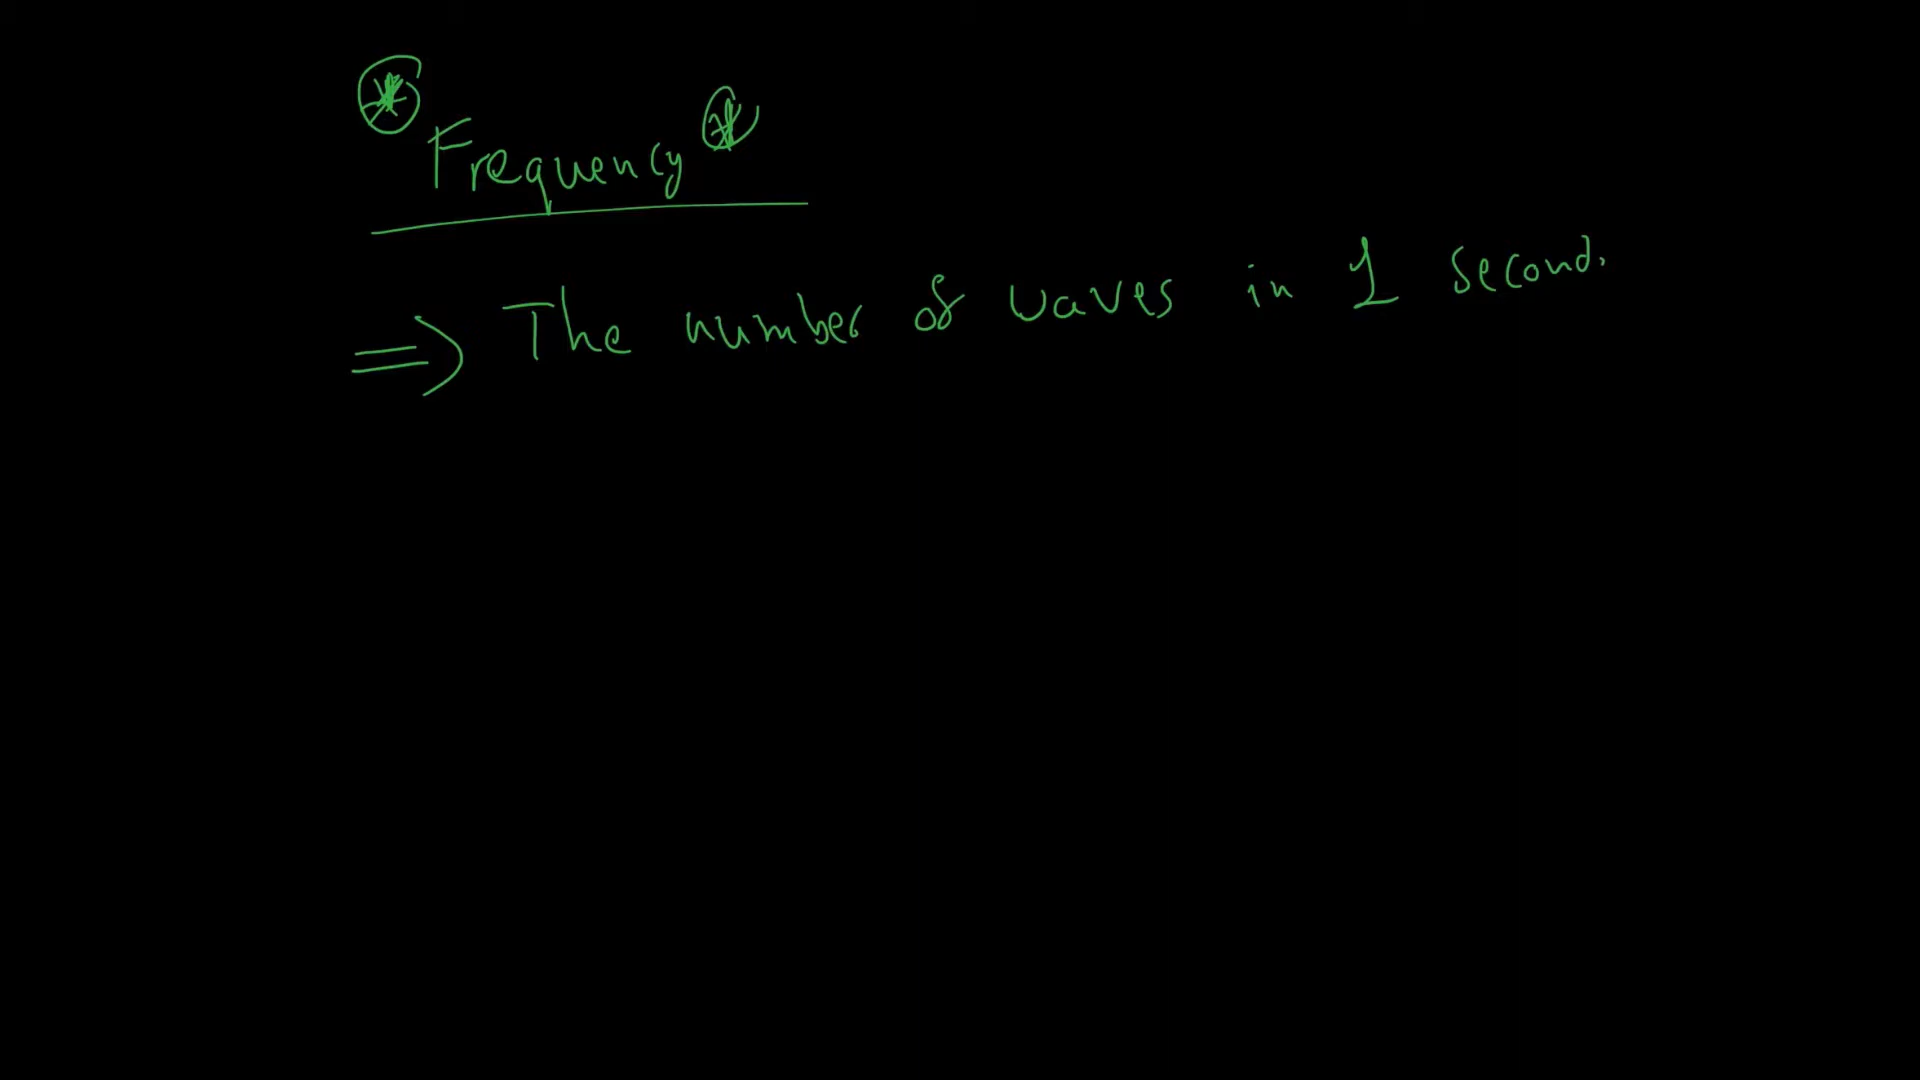 Frequency
⇒ The number of waves in 1 second.